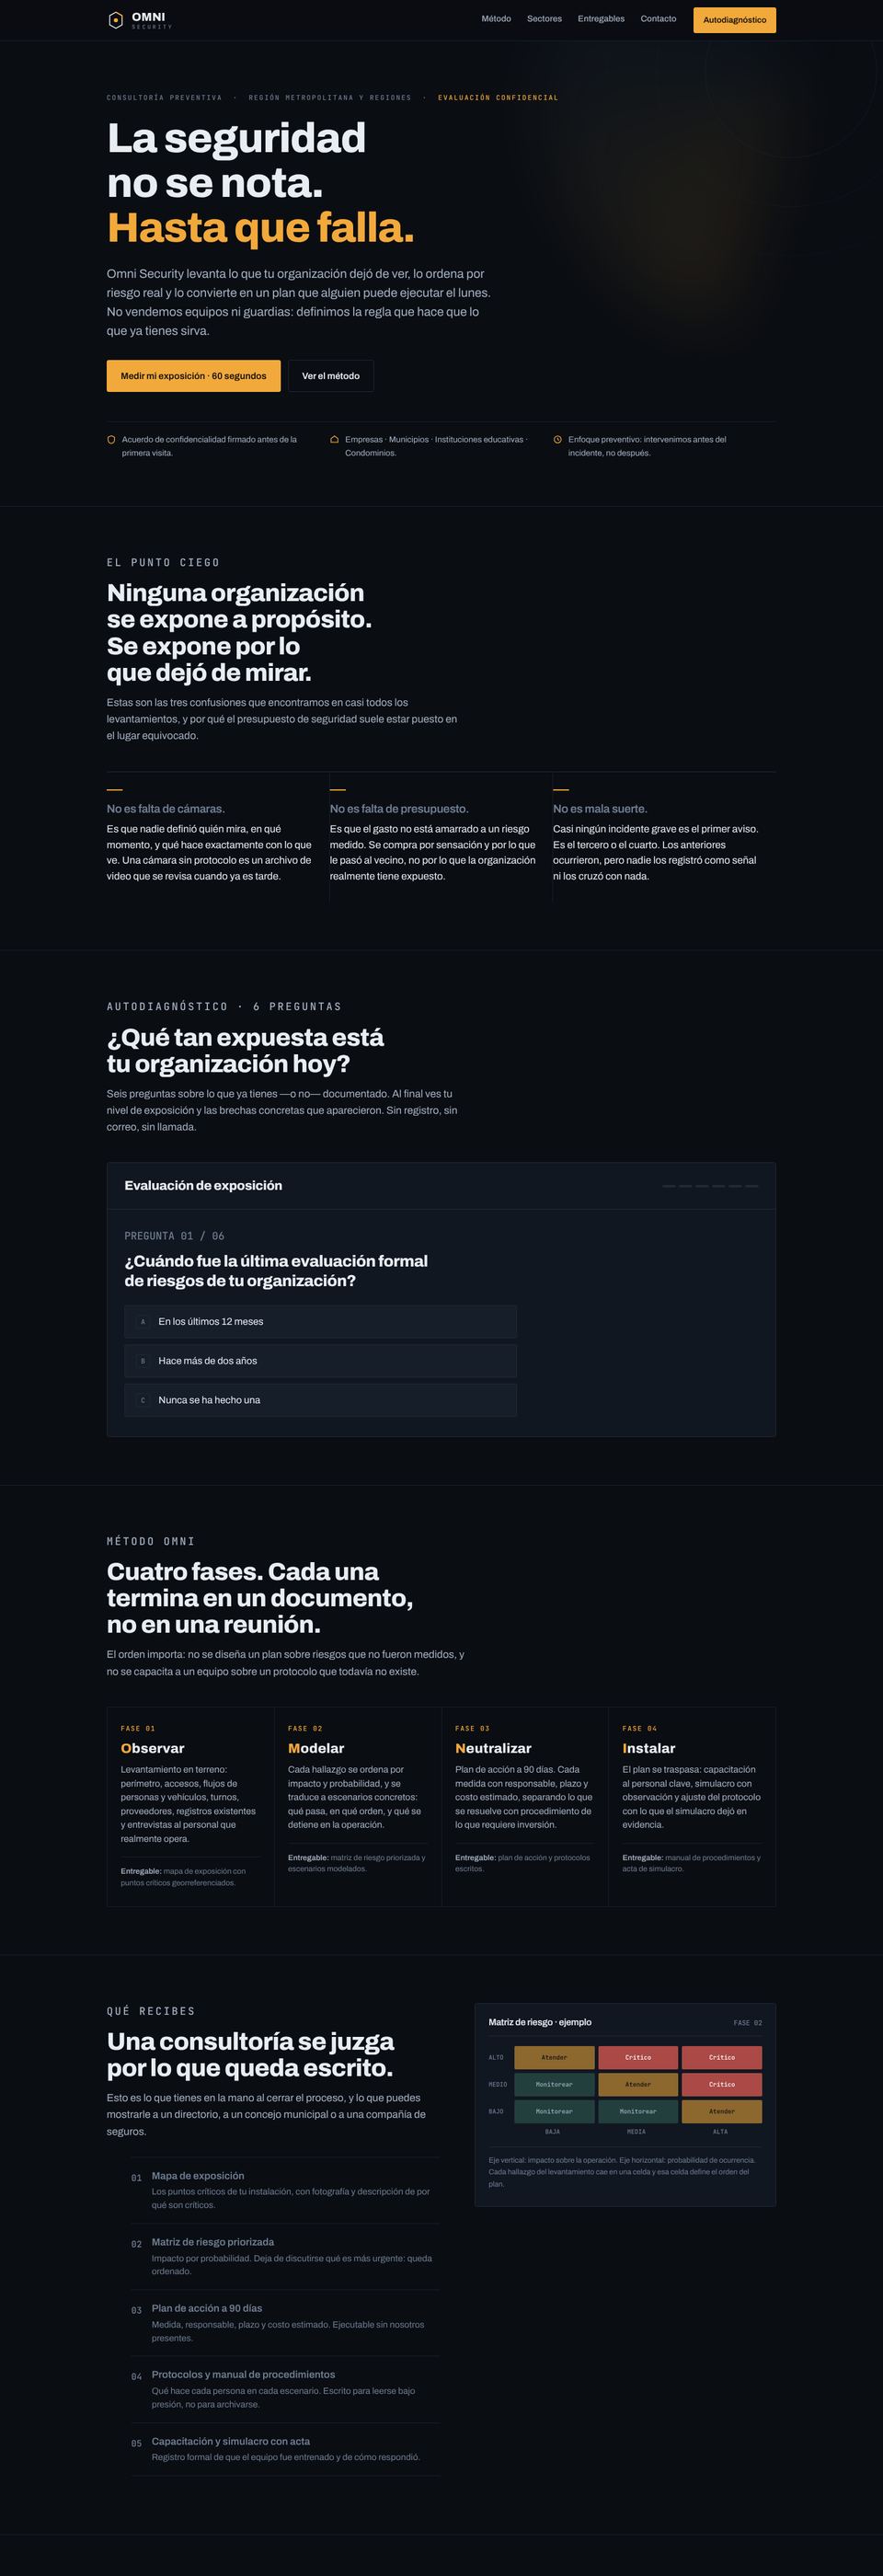 OMNI
SECURITY
Método
Sectores
Entregables
Contacto
Autodiagnóstico
CONSULTORÍA PREVENTIVA · REGIÓN METROPOLITANA Y REGIONES · EVALUACIÓN CONFIDENCIAL
La seguridad
no se nota.
Hasta que falla.
Omni Security levanta lo que tu organización dejó de ver, lo ordena por
riesgo real y lo convierte en un plan que alguien puede ejecutar el lunes.
No vendemos equipos ni guardias: definimos la regla que hace que lo
que ya tienes sirva.
Medir mi exposición · 60 segundos
Ver el método
Acuerdo de confidencialidad firmado antes de la
primera visita.
Empresas · Municipios · Instituciones educativas ·
Condominios.
Enfoque preventivo: intervenimos antes del
incidente, no después.
EL PUNTO CIEGO
Ninguna organización
se expone a propósito.
Se expone por lo
que dejó de mirar.
Estas son las tres confusiones que encontramos en casi todos los
levantamientos, y por qué el presupuesto de seguridad suele estar puesto en
el lugar equivocado.
No es falta de cámaras.
Es que nadie definió quién mira, en qué
momento, y qué hace exactamente con lo que
ve. Una cámara sin protocolo es un archivo de
video que se revisa cuando ya es tarde.
No es falta de presupuesto.
Es que el gasto no está amarrado a un riesgo
medido. Se compra por sensación y por lo que
le pasó al vecino, no por lo que la organización
realmente tiene expuesto.
No es mala suerte.
Casi ningún incidente grave es el primer aviso.
Es el tercero o el cuarto. Los anteriores
ocurrieron, pero nadie los registró como señal
ni los cruzó con nada.
AUTODIAGNÓSTICO · 6 PREGUNTAS
¿Qué tan expuesta está
tu organización hoy?
Seis preguntas sobre lo que ya tienes —o no— documentado. Al final ves tu
nivel de exposición y las brechas concretas que aparecieron. Sin registro, sin
correo, sin llamada.
Evaluación de exposición
PREGUNTA 01 / 06
¿Cuándo fue la última evaluación formal
de riesgos de tu organización?
A En los últimos 12 meses
B Hace más de dos años
C Nunca se ha hecho una
MÉTODO OMNI
Cuatro fases. Cada una
termina en un documento,
no en una reunión.
El orden importa: no se diseña un plan sobre riesgos que no fueron medidos, y
no se capacita a un equipo sobre un protocolo que todavía no existe.
FASE 01
Observar
Levantamiento en terreno:
perímetro, accesos, flujos de
personas y vehículos, turnos,
proveedores, registros existentes
y entrevistas al personal que
realmente opera.
Entregable: mapa de exposición con
puntos críticos georreferenciados.
FASE 02
Modelar
Cada hallazgo se ordena por
impacto y probabilidad, y se
traduce a escenarios concretos:
qué pasa, en qué orden, y qué se
detiene en la operación.
Entregable: matriz de riesgo priorizada y
escenarios modelados.
FASE 03
Neutralizar
Plan de acción a 90 días. Cada
medida con responsable, plazo y
costo estimado, separando lo que
se resuelve con procedimiento de
lo que requiere inversión.
Entregable: plan de acción y protocolos
escritos.
FASE 04
Instalar
El plan se traspasa: capacitación
al personal clave, simulacro con
observación y ajuste del protocolo
con lo que el simulacro dejó en
evidencia.
Entregable: manual de procedimientos y
acta de simulacro.
QUÉ RECIBES
Una consultoría se juzga
por lo que queda escrito.
Esto es lo que tienes en la mano al cerrar el proceso, y lo que puedes
mostrarle a un directorio, a un concejo municipal o a una compañía de
seguros.
01 Mapa de exposición
Los puntos críticos de tu instalación, con fotografía y descripción de por
qué son críticos.
02 Matriz de riesgo priorizada
Impacto por probabilidad. Deja de discutirse qué es más urgente: queda
ordenado.
03 Plan de acción a 90 días
Medida, responsable, plazo y costo estimado. Ejecutable sin nosotros
presentes.
04 Protocolos y manual de procedimientos
Qué hace cada persona en cada escenario. Escrito para leerse bajo
presión, no para archivarse.
05 Capacitación y simulacro con acta
Registro formal de que el equipo fue entrenado y de cómo respondió.
Matriz de riesgo · ejemplo
FASE 02
ALTO Atender Crítico Crítico
MEDIO Monitorear Atender Crítico
BAJO Monitorear Monitorear Atender
BAJA MEDIA ALTA
Eje vertical: impacto sobre la operación. Eje horizontal: probabilidad de ocurrencia.
Cada hallazgo del levantamiento cae en una celda y esa celda define el orden del
plan.